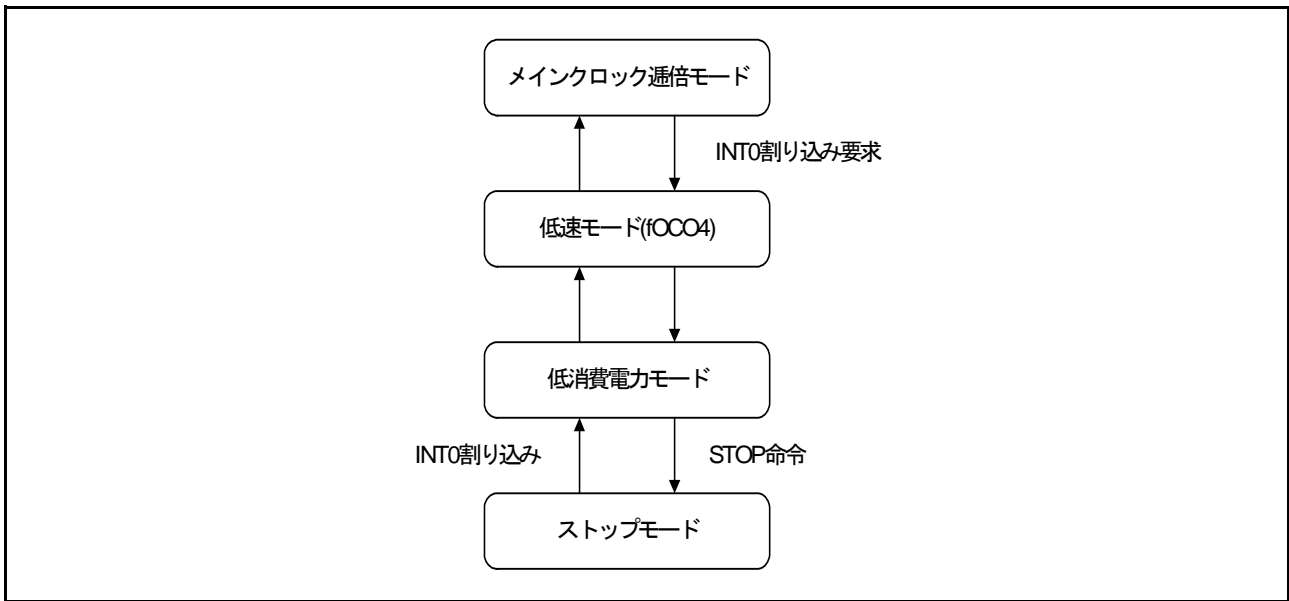 メインクロック逓倍モード
INT0割り込み要求
低速モード(fOCO4)
低消費電力モード
INT0割り込み
STOP命令
ストップモード